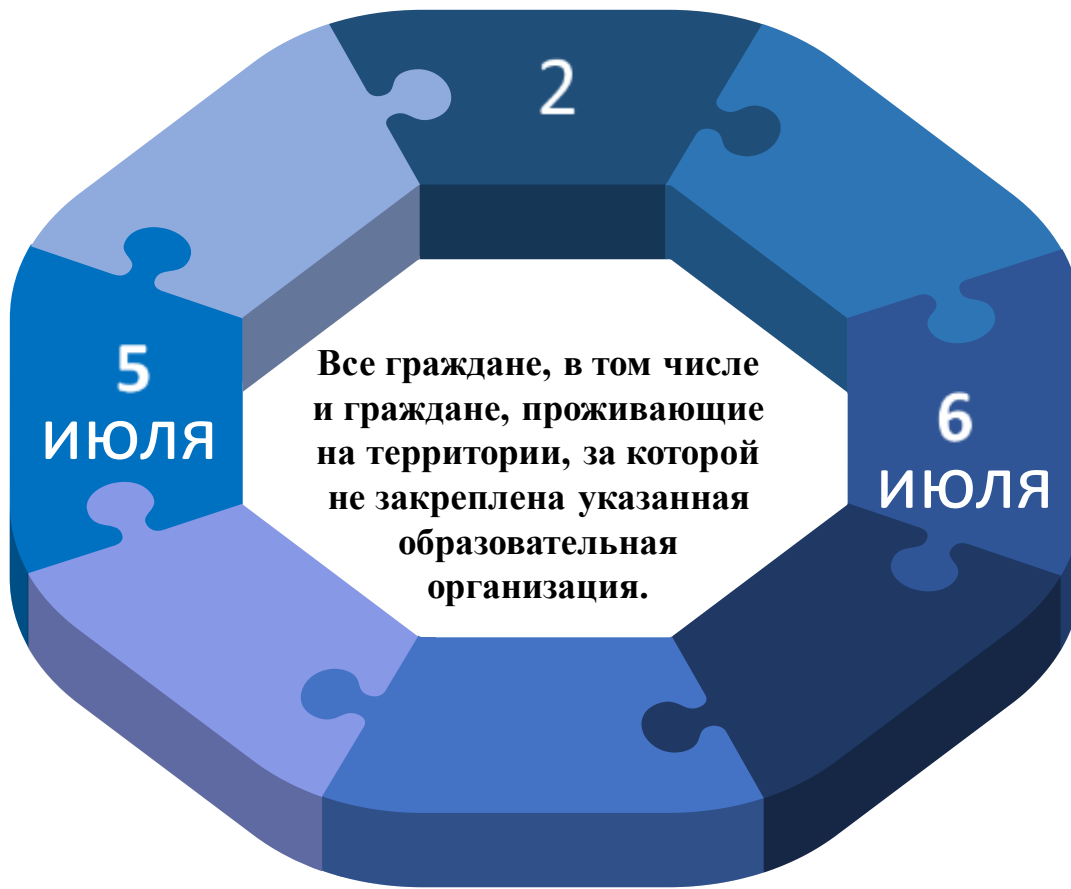 2
5
июля
Все граждане, в том числе
и граждане, проживающие
на территории, за которой
не закреплена указанная
образовательная
организация.
6
июля